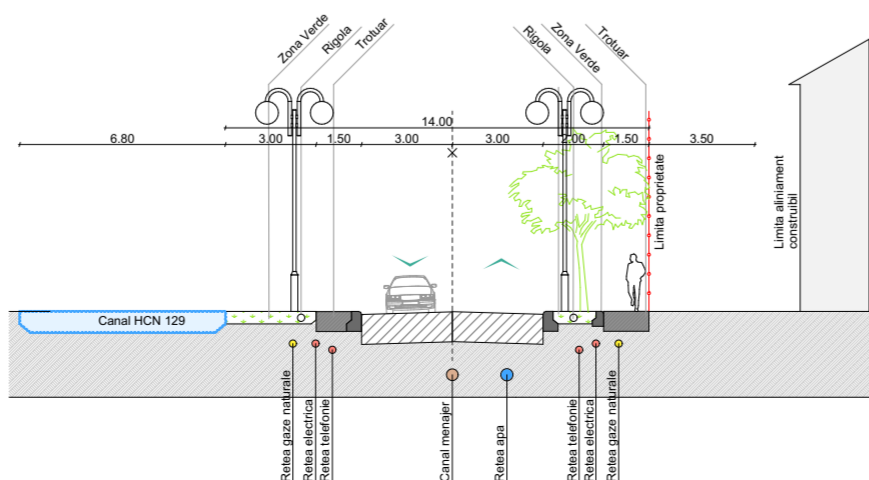 Zona Verde
Rigola
Trotuar
Rigola
Zona Verde
Trotuar
14.00
6.80
3.00
1.50
3.00
3.00
2.00
1.50
3.50
Limita proprietate
Limita aliniament
construibil
Canal HCN 129
Retea gaze naturale
Retea electrica
Retea telefonie
Canal menajer
Retea apa
Retea telefonie
Retea electrica
Retea gaze naturale